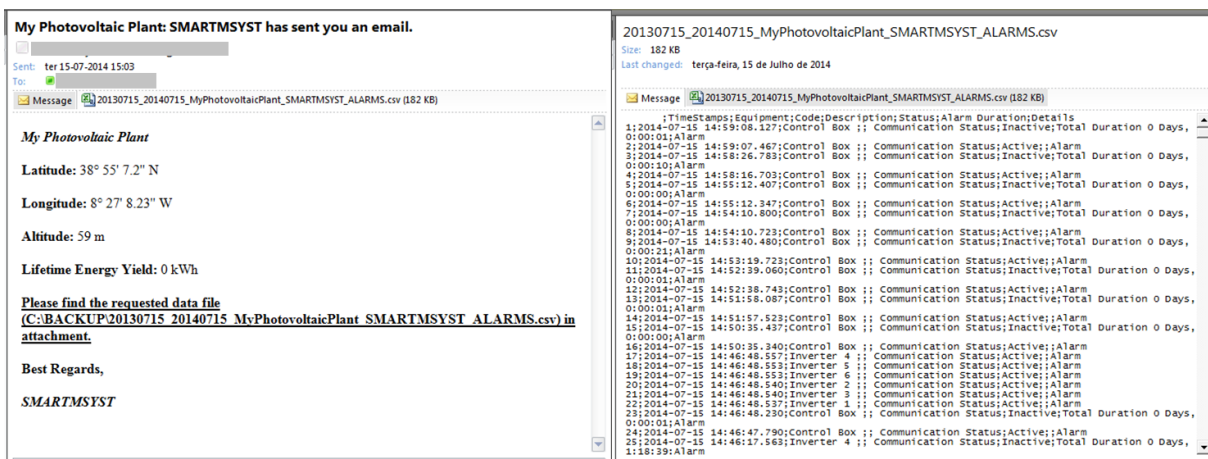 My Photovoltaic Plant: SMARTMSYST has sent you an email.
Sent: ter 15-07-2014 15:03
To:
Message 20130715_20140715_MyPhotovoltaicPlant_SMARTMSYST_ALARMS.csv (182 KB)
My Photovoltaic Plant
Latitude: 38° 55' 7.2'' N
Longitude: 8° 27' 8.23'' W
Altitude: 59 m
Lifetime Energy Yield: 0 kWh
Please find the requested data file
(C:\BACKUP\20130715_20140715_MyPhotovoltaicPlant_SMARTMSYST_ALARMS.csv) in
attachment.
Best Regards,
SMARTMSYST
20130715_20140715_MyPhotovoltaicPlant_SMARTMSYST_ALARMS.csv
Size: 182 KB
Last changed: terça-feira, 15 de Julho de 2014
Message 20130715_20140715_MyPhotovoltaicPlant_SMARTMSYST_ALARMS.csv (182 KB)
;TimeStamps;Equipment;Code;Description;Status;Alarm Duration;Details
1;2014-07-15 14:59:08.127;Control Box ;; Communication Status;Inactive;Total Duration 0 Days,
0:00:01;Alarm
2;2014-07-15 14:59:07.467;Control Box ;; Communication Status;Active;;Alarm
3;2014-07-15 14:58:26.783;Control Box ;; Communication Status;Inactive;Total Duration 0 Days,
0:00:10;Alarm
4;2014-07-15 14:58:16.703;Control Box ;; Communication Status;Active;;Alarm
5;2014-07-15 14:55:12.407;Control Box ;; Communication Status;Inactive;Total Duration 0 Days,
0:00:00;Alarm
6;2014-07-15 14:55:12.347;Control Box ;; Communication Status;Active;;Alarm
7;2014-07-15 14:54:10.800;Control Box ;; Communication Status;Inactive;Total Duration 0 Days,
0:00:00;Alarm
8;2014-07-15 14:54:10.723;Control Box ;; Communication Status;Active;;Alarm
9;2014-07-15 14:53:40.480;Control Box ;; Communication Status;Inactive;Total Duration 0 Days,
0:00:21;Alarm
10;2014-07-15 14:53:19.723;Control Box ;; Communication Status;Active;;Alarm
11;2014-07-15 14:52:39.060;Control Box ;; Communication Status;Inactive;Total Duration 0 Days,
0:00:01;Alarm
12;2014-07-15 14:52:38.743;Control Box ;; Communication Status;Active;;Alarm
13;2014-07-15 14:51:58.087;Control Box ;; Communication Status;Inactive;Total Duration 0 Days,
0:00:01;Alarm
14;2014-07-15 14:51:57.523;Control Box ;; Communication Status;Active;;Alarm
15;2014-07-15 14:50:35.437;Control Box ;; Communication Status;Inactive;Total Duration 0 Days,
0:00:00;Alarm
16;2014-07-15 14:50:35.340;Control Box ;; Communication Status;Active;;Alarm
17;2014-07-15 14:46:48.557;Inverter 4 ;; Communication Status;Active;;Alarm
18;2014-07-15 14:46:48.553;Inverter 5 ;; Communication Status;Active;;Alarm
19;2014-07-15 14:46:48.553;Inverter 6 ;; Communication Status;Active;;Alarm
20;2014-07-15 14:46:48.540;Inverter 2 ;; Communication Status;Active;;Alarm
21;2014-07-15 14:46:48.540;Inverter 3 ;; Communication Status;Active;;Alarm
22;2014-07-15 14:46:48.537;Inverter 1 ;; Communication Status;Active;;Alarm
23;2014-07-15 14:46:48.230;Control Box ;; Communication Status;Inactive;Total Duration 0 Days,
0:00:01;Alarm
24;2014-07-15 14:46:47.790;Control Box ;; Communication Status;Active;;Alarm
25;2014-07-15 14:46:17.563;Inverter 4 ;; Communication Status;Inactive;Total Duration 0 Days,
1:18:39;Alarm